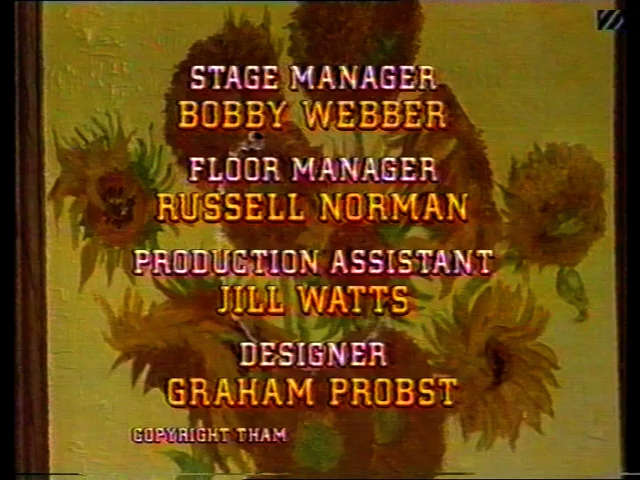 STAGE MANAGER
BOBBY WEBBER
FLOOR MANAGER
RUSSELL NORMAN
PRODUCTION ASSISTANT
JILL WATTS
DESIGNER
GRAHAM PROBST
COPYRIGHT THAM